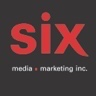 six
media + marketing inc.